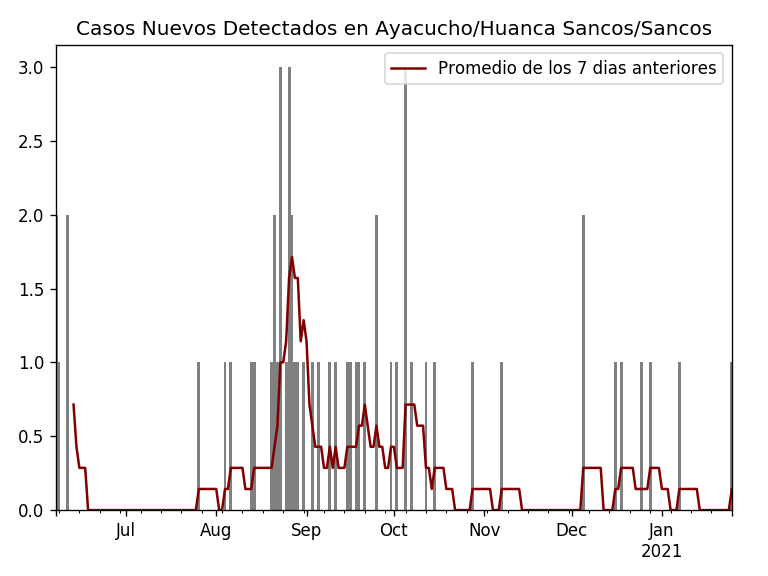 Casos Nuevos Detectados en Ayacucho/Huanca Sancos/Sancos
Promedio de los 7 dias anteriores
3.0
2.5
2.0
1.5
1.0
0.5
0.0
Jul Aug Sep Oct Nov Dec Jan
2021